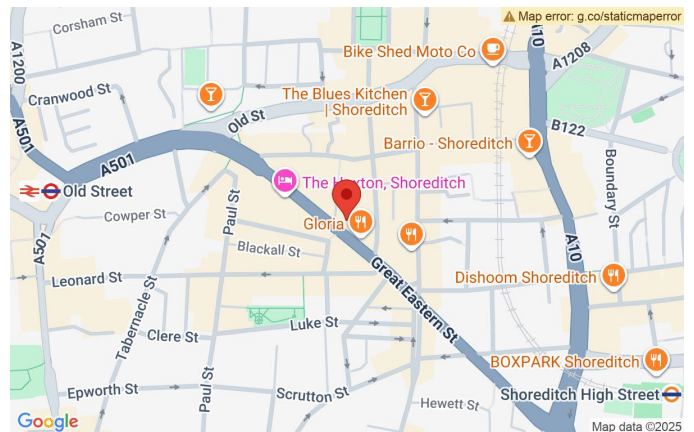 Map error: g.co/staticmaperror
Corsham St
A1200
Bike Shed Moto Co
A10
A1208
Cranwood St
The Blues Kitchen
| Shoreditch
Old St
B122
A501
A501
Barrio - Shoreditch
Boundary St
Old Street
Paul St
The Hoxton, Shoreditch
Cowper St
Gloria
A501
Blackall St
A10
Leonard St
Great Eastern St
Dishoom Shoreditch
Tabernacle St
Luke St
Clere St
BOXPARK Shoreditch
Epworth St
Paul St
Scrutton St
Shoreditch High Street
Hewett St
Google
Map data ©2025